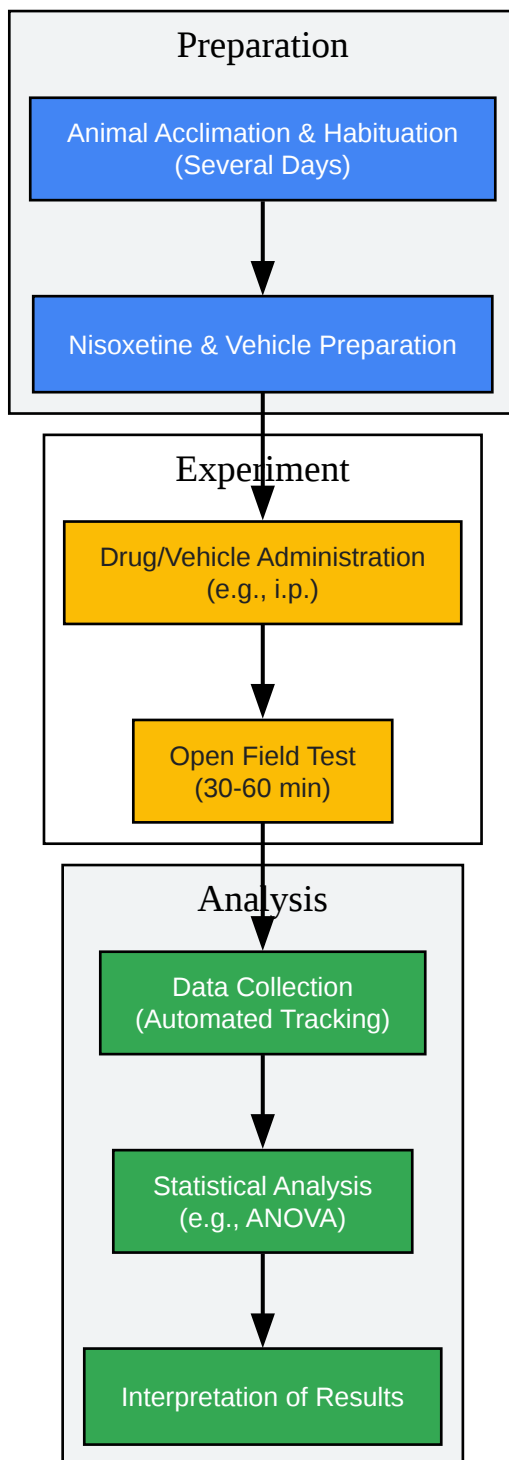 Preparation
Animal Acclimation & Habituation
(Several Days)
Nisoxetine & Vehicle Preparation
Experiment
Drug/Vehicle Administration
(e.g., i.p.)
Open Field Test
(30-60 min)
Analysis
Data Collection
(Automated Tracking)
Statistical Analysis
(e.g., ANOVA)
Interpretation of Results